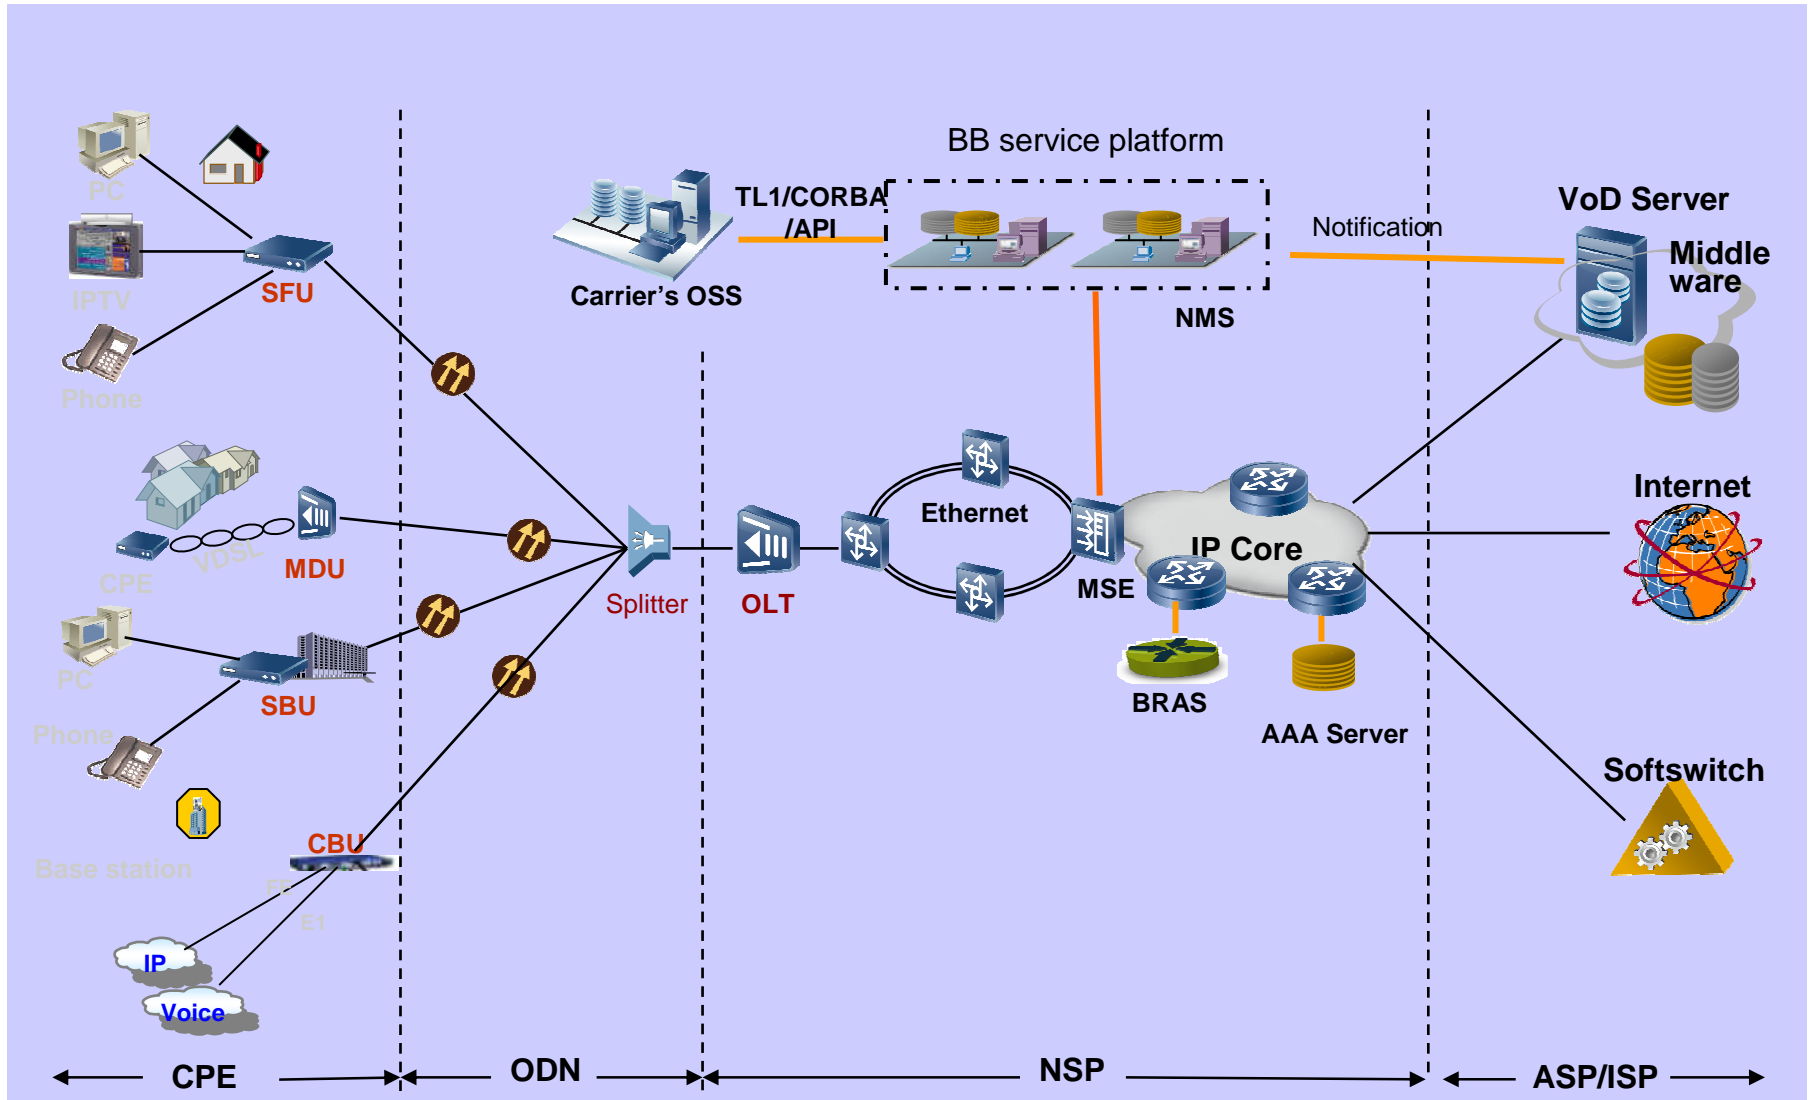 BB service platform
PC
TL1/CORBA
/API
VoD Server
Notification
Middle
ware
IPTV
SFU
Carrier's OSS
NMS
Phone
Internet
Ethernet
IP Core
VDSL
CPE
MDU
Splitter
OLT
MSE
PC
SBU
BRAS
Phone
AAA Server
Softswitch
CBU
Base station
FE
E1
IP
Voice
CPE
ODN
NSP
ASP/ISP